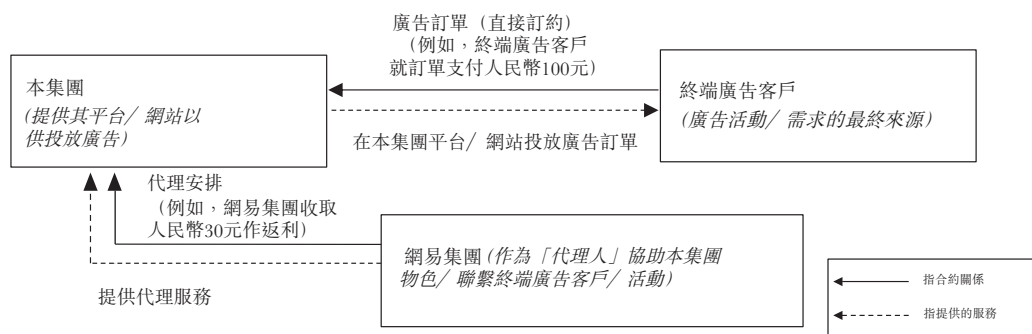 廣告訂單（直接訂約）
（例如，終端廣告客戶
就訂單支付人民幣100元）
本集團
(提供其平台/ 網站以
供投放廣告)
終端廣告客戶
(廣告活動/ 需求的最終來源)
在本集團平台/ 網站投放廣告訂單
代理安排
（例如，網易集團收取
人民幣30元作返利）
網易集團(作為「代理人」協助本集團
物色/ 聯繫終端廣告客戶/ 活動)
提供代理服務
指合約關係
指提供的服務